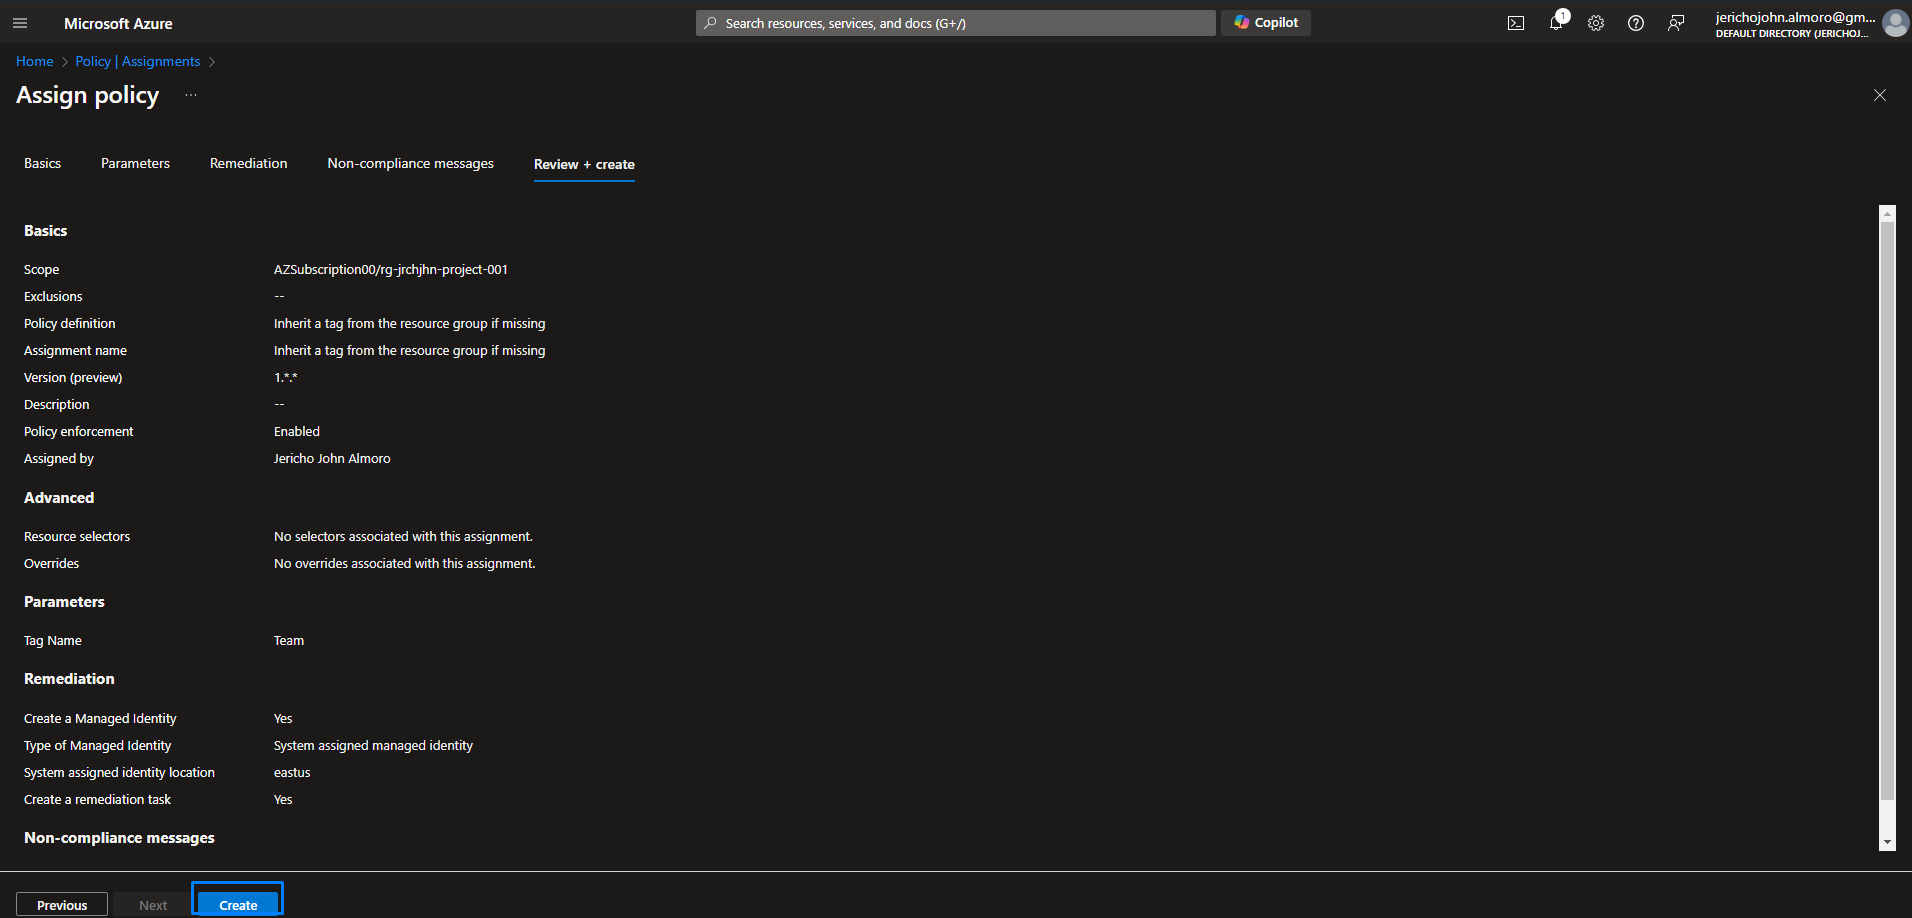 Microsoft Azure
Search resources, services, and docs (G+/)
Copilot
1
jerichojohn.almoro@gm...
DEFAULT DIRECTORY (JERICHOJ...
Home > Policy | Assignments >
Assign policy ...
Basics
Parameters
Remediation
Non-compliance messages
Review + create
Basics
Scope AZSubscription00/rg-jrchjhn-project-001
Exclusions --
Policy definition Inherit a tag from the resource group if missing
Assignment name Inherit a tag from the resource group if missing
Version (preview) 1.*.*
Description --
Policy enforcement Enabled
Assigned by Jericho John Almoro
Advanced
Resource selectors No selectors associated with this assignment.
Overrides No overrides associated with this assignment.
Parameters
Tag Name Team
Remediation
Create a Managed Identity Yes
Type of Managed Identity System assigned managed identity
System assigned identity location eastus
Create a remediation task Yes
Non-compliance messages
Previous
Next
Create